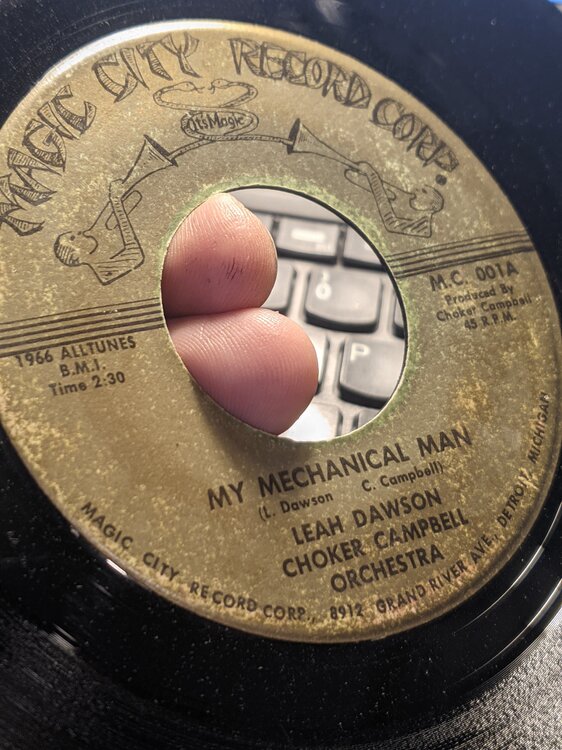 MAGIC CITY RECORD CORP.
It's Magic
M.C. 001A
Produced By
Choker Campbell
45 R.P.M.
1966 ALLTUNES
B.M.I.
Time 2:30
MY MECHANICAL MAN
(L. Dawson C. Campbell)
LEAH DAWSON
CHOKER CAMPBELL
ORCHESTRA
MAGIC CITY RECORD CORP., 8912 GRAND RIVER AVE., DETROIT, MICHIGAN
P